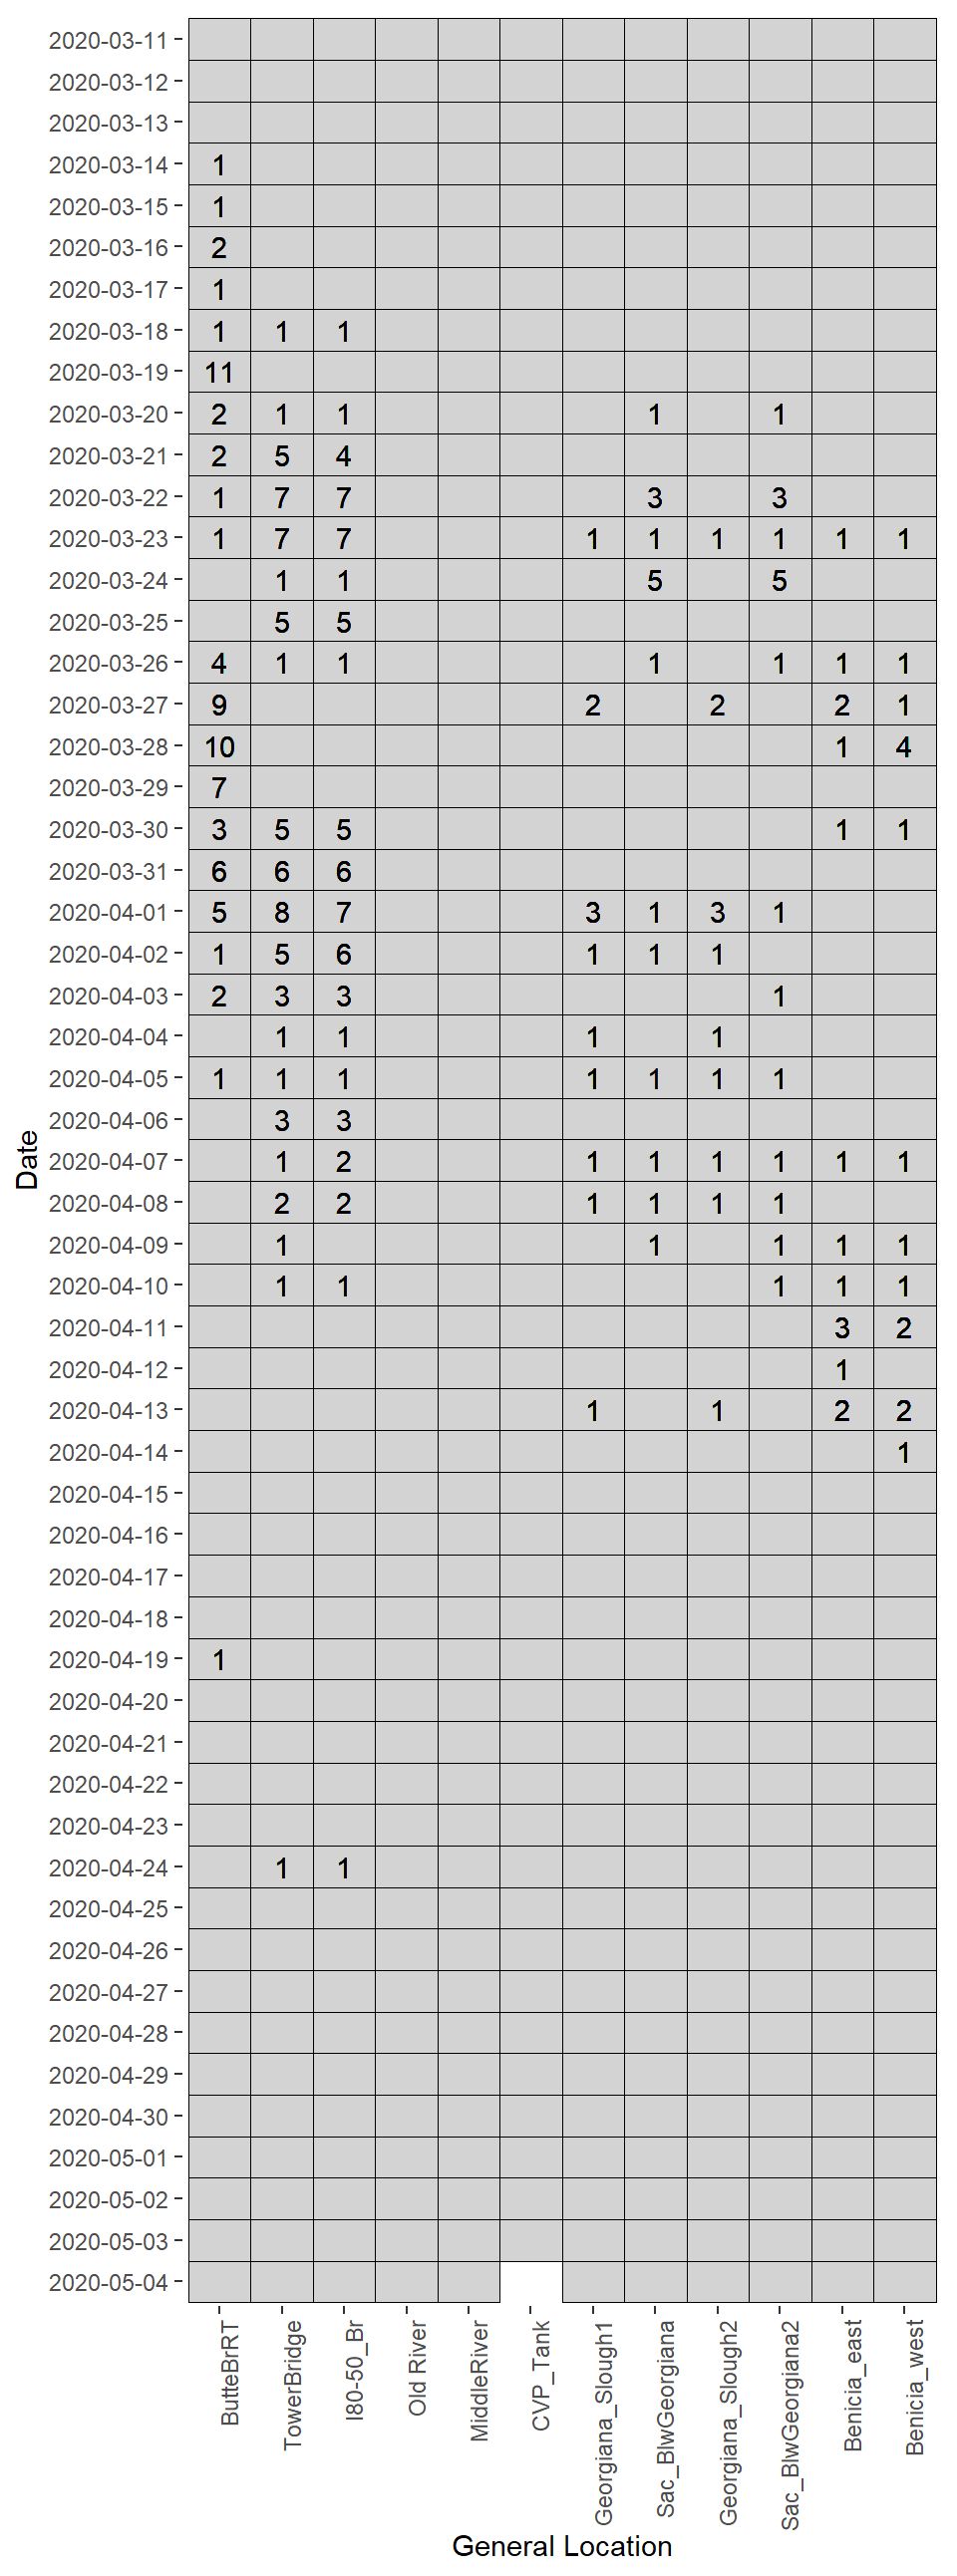 2020-03-11
2020-03-12
2020-03-13
2020-03-14 1
2020-03-15 1
2020-03-16 2
2020-03-17 1
2020-03-18 1 1 1
2020-03-19 11
2020-03-20 2 1 1 1 1
2020-03-21 2 5 4
2020-03-22 1 7 7 3 3
2020-03-23 1 7 7 1 1 1 1 1 1
2020-03-24 1 1 5 5
2020-03-25 5 5
2020-03-26 4 1 1 1 1 1 1
2020-03-27 9 2 2 2 1
2020-03-28 10 1 4
2020-03-29 7
2020-03-30 3 5 5 1 1
2020-03-31 6 6 6
2020-04-01 5 8 7 3 1 3 1
2020-04-02 1 5 6 1 1 1
2020-04-03 2 3 3 1
2020-04-04 1 1 1 1
2020-04-05 1 1 1 1 1 1 1
2020-04-06 3 3
2020-04-07 1 2 1 1 1 1 1 1
2020-04-08 2 2 1 1 1 1
2020-04-09 1 1 1 1 1
2020-04-10 1 1 1 1 1
2020-04-11 3 2
2020-04-12 1
2020-04-13 1 1 2 2
2020-04-14 1
2020-04-15
2020-04-16
2020-04-17
2020-04-18
2020-04-19 1
2020-04-20
2020-04-21
2020-04-22
2020-04-23
2020-04-24 1 1
2020-04-25
2020-04-26
2020-04-27
2020-04-28
2020-04-29
2020-04-30
2020-05-01
2020-05-02
2020-05-03
2020-05-04
Date
ButteBrRT
TowerBridge
I80-50_Br
Old River
MiddleRiver
CVP_Tank
Georgiana_Slough1
Sac_BlwGeorgiana
Georgiana_Slough2
Sac_BlwGeorgiana2
Benicia_east
Benicia_west
General Location